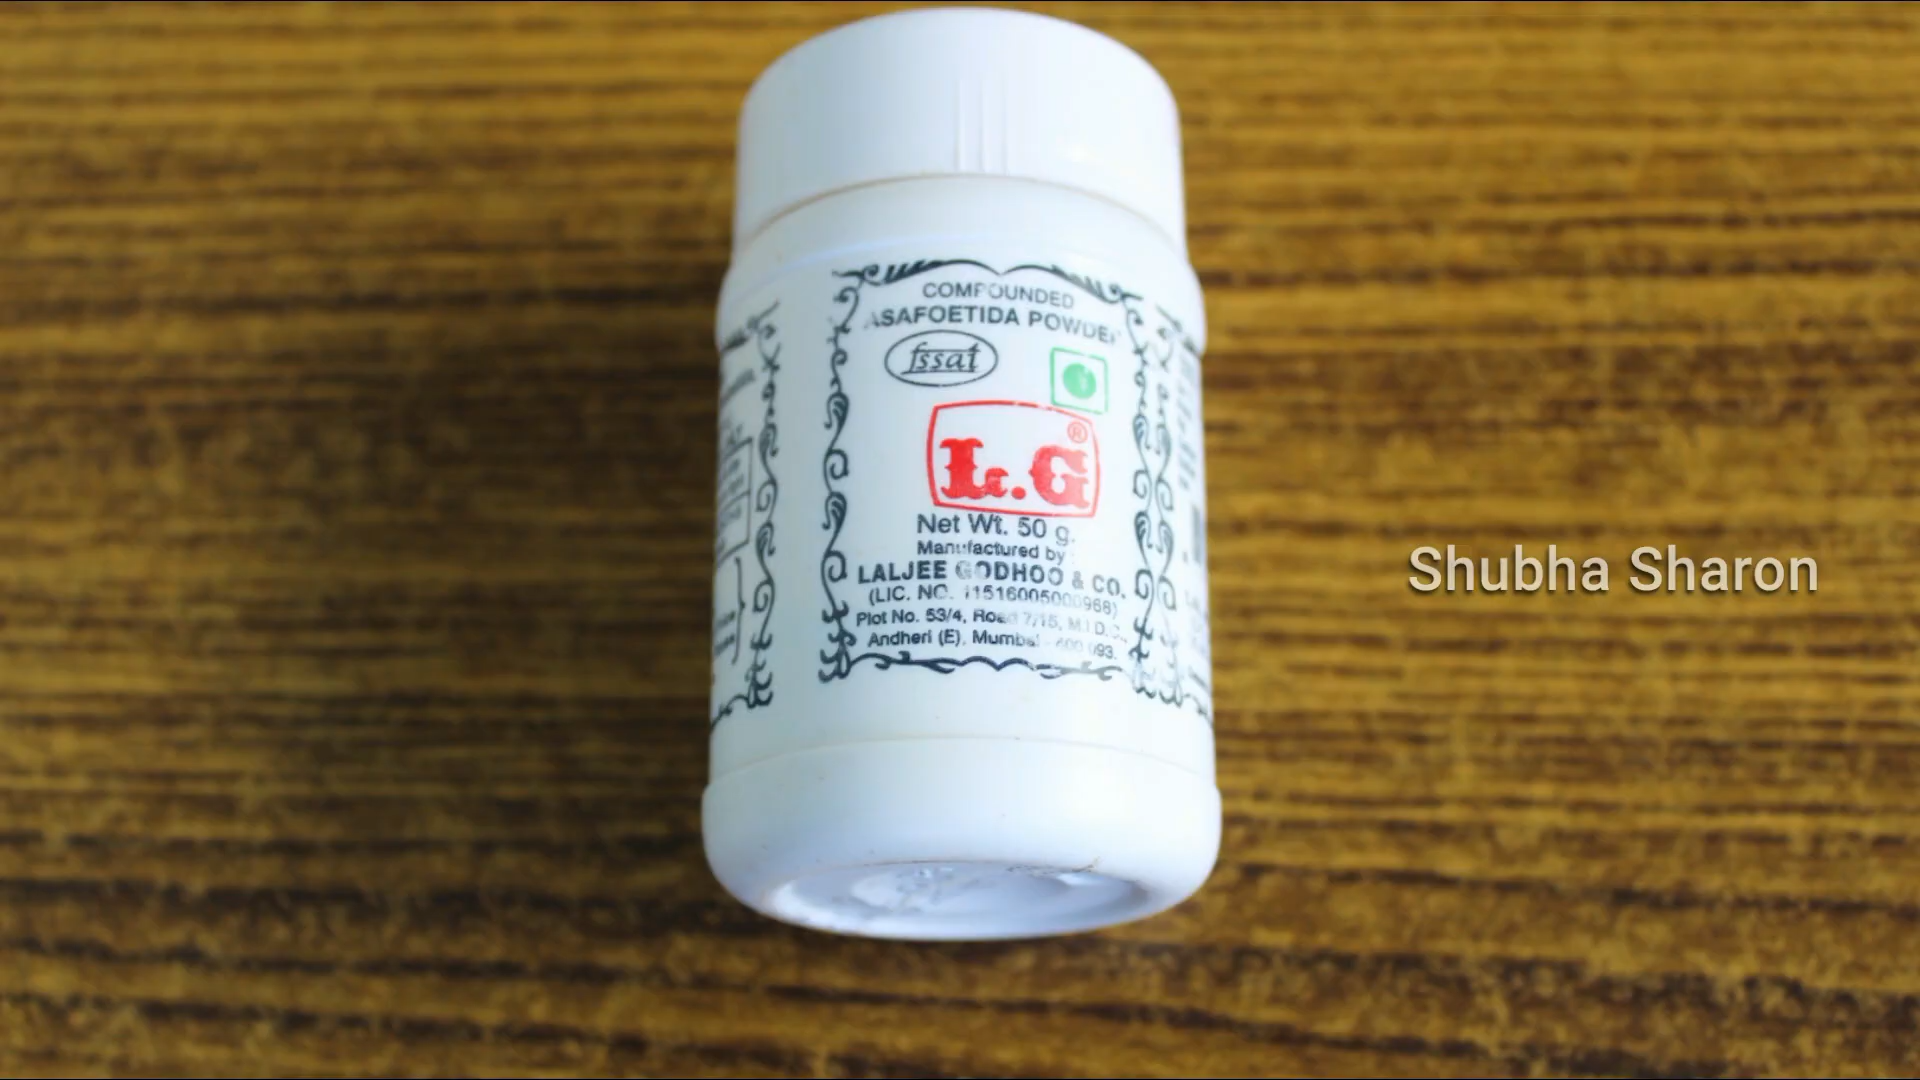 COMPOUNDED
ASAFOETIDA POWDER
fssai
L.G ®
Net Wt. 50 g.
Manufactured by :
LALJEE GODHOO & CO.
(LIC. NO. 11516005000968)
Plot No. 53/4, Road 7/15, M.I.D.C.,
Andheri (E), Mumbai - 400 093.
Shubha Sharon